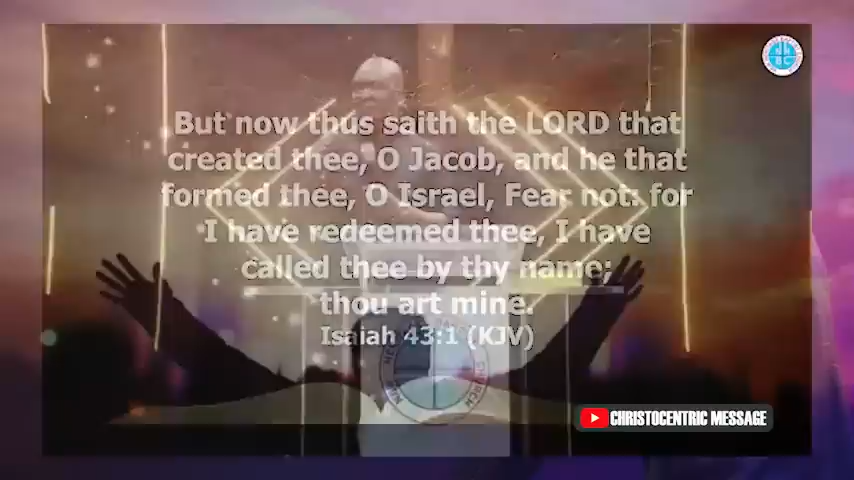 But now thus saith the LORD that
created thee, O Jacob, and he that
formed thee, O Israel, Fear not: for
I have redeemed thee, I have
called thee by thy name;
thou art mine.
Isaiah 43:1 (KJV)
CHRISTOCENTRIC MESSAGE